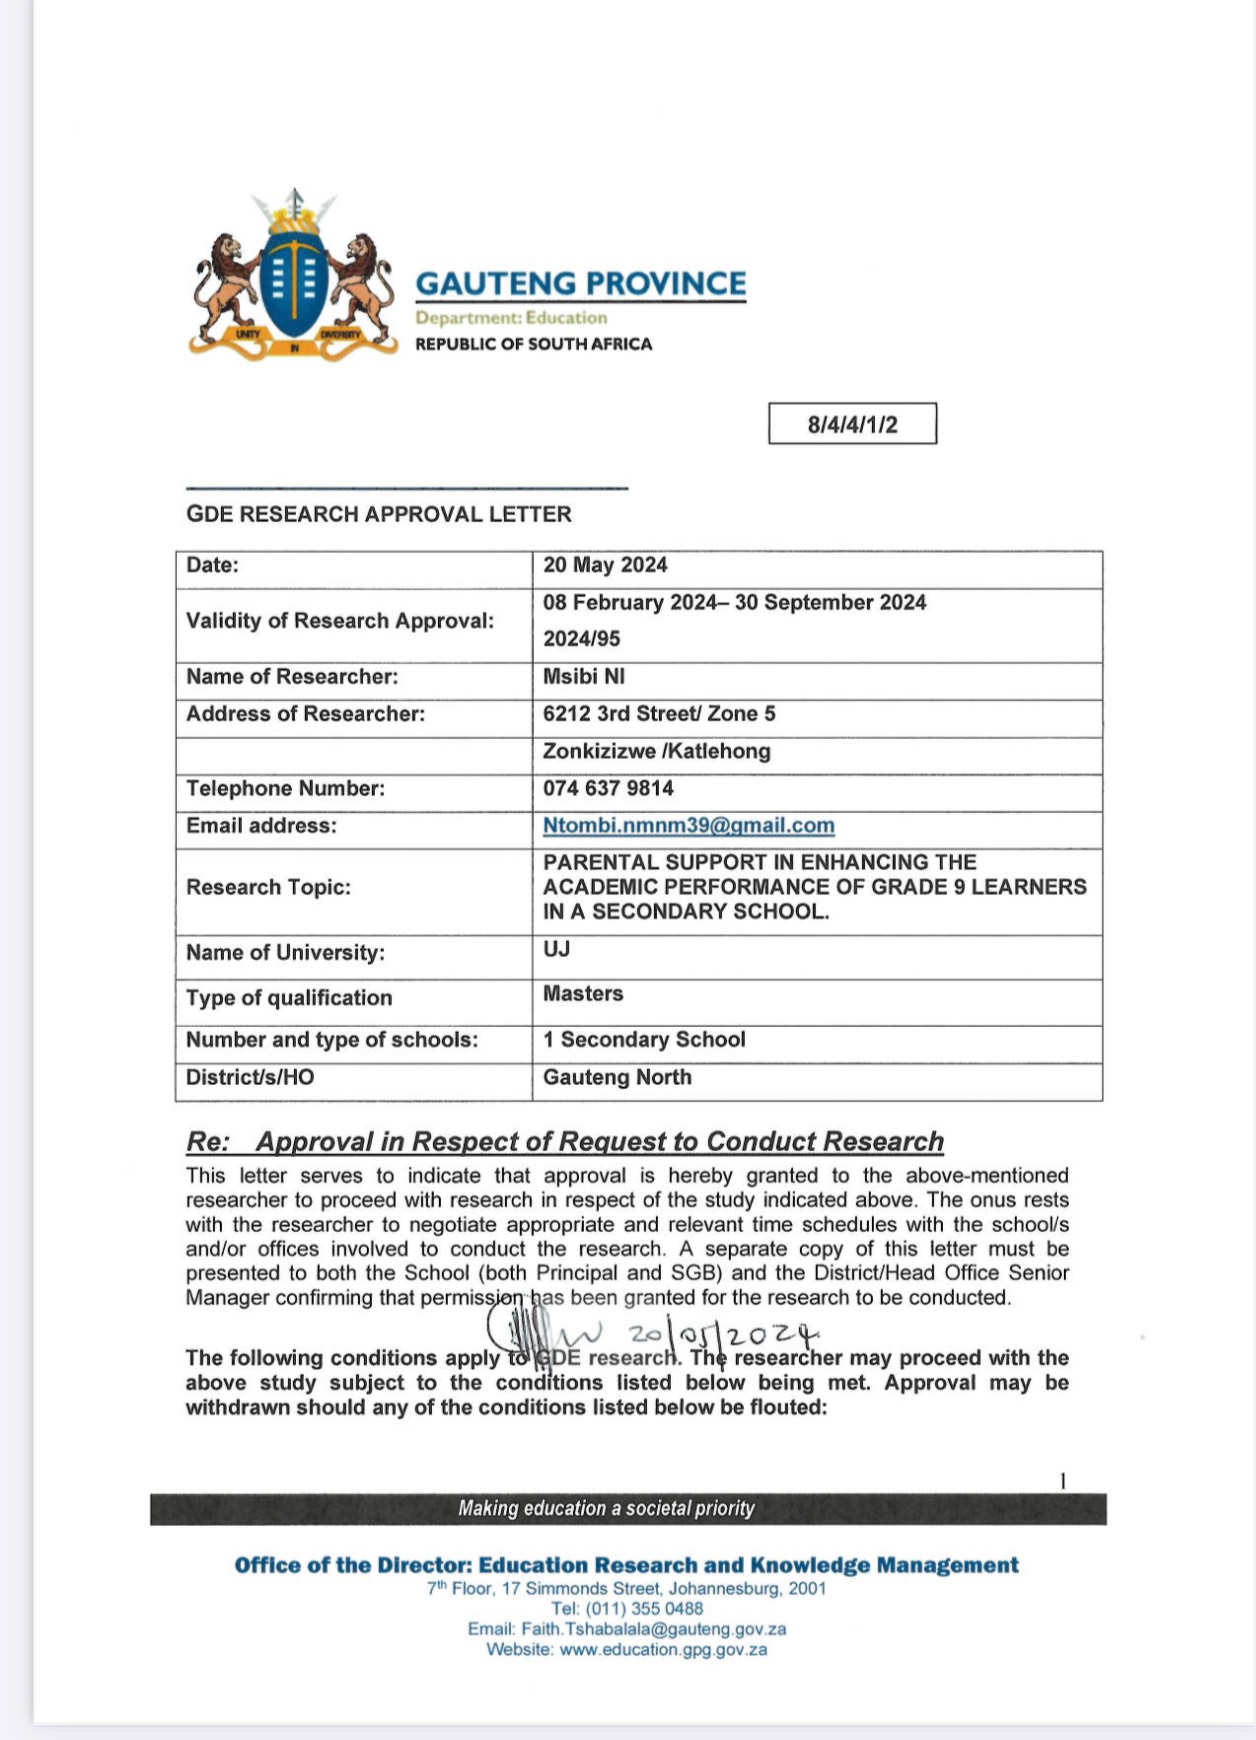 UNITY
IN
DIVERSITY
GAUTENG PROVINCE
Department: Education
REPUBLIC OF SOUTH AFRICA
8/4/4/1/2
GDE RESEARCH APPROVAL LETTER
Date: 20 May 2024
Validity of Research Approval: 08 February 2024– 30 September 2024
2024/95
Name of Researcher: Msibi NI
Address of Researcher: 6212 3rd Street/ Zone 5
Zonkizizwe /Katlehong
Telephone Number: 074 637 9814
Email address: Ntombi.nmnm39@gmail.com
Research Topic: PARENTAL SUPPORT IN ENHANCING THE
ACADEMIC PERFORMANCE OF GRADE 9 LEARNERS
IN A SECONDARY SCHOOL.
Name of University: UJ
Type of qualification Masters
Number and type of schools: 1 Secondary School
District/s/HO Gauteng North
Re: Approval in Respect of Request to Conduct Research
This letter serves to indicate that approval is hereby granted to the above-mentioned
researcher to proceed with research in respect of the study indicated above. The onus rests
with the researcher to negotiate appropriate and relevant time schedules with the school/s
and/or offices involved to conduct the research. A separate copy of this letter must be
presented to both the School (both Principal and SGB) and the District/Head Office Senior
Manager confirming that permission has been granted for the research to be conducted.
20/05/2024
The following conditions apply to GDE research. The researcher may proceed with the
above study subject to the conditions listed below being met. Approval may be
withdrawn should any of the conditions listed below be flouted:
1
Making education a societal priority
Office of the Director: Education Research and Knowledge Management
7th Floor, 17 Simmonds Street, Johannesburg, 2001
Tel: (011) 355 0488
Email: Faith.Tshabalala@gauteng.gov.za
Website: www.education.gpg.gov.za